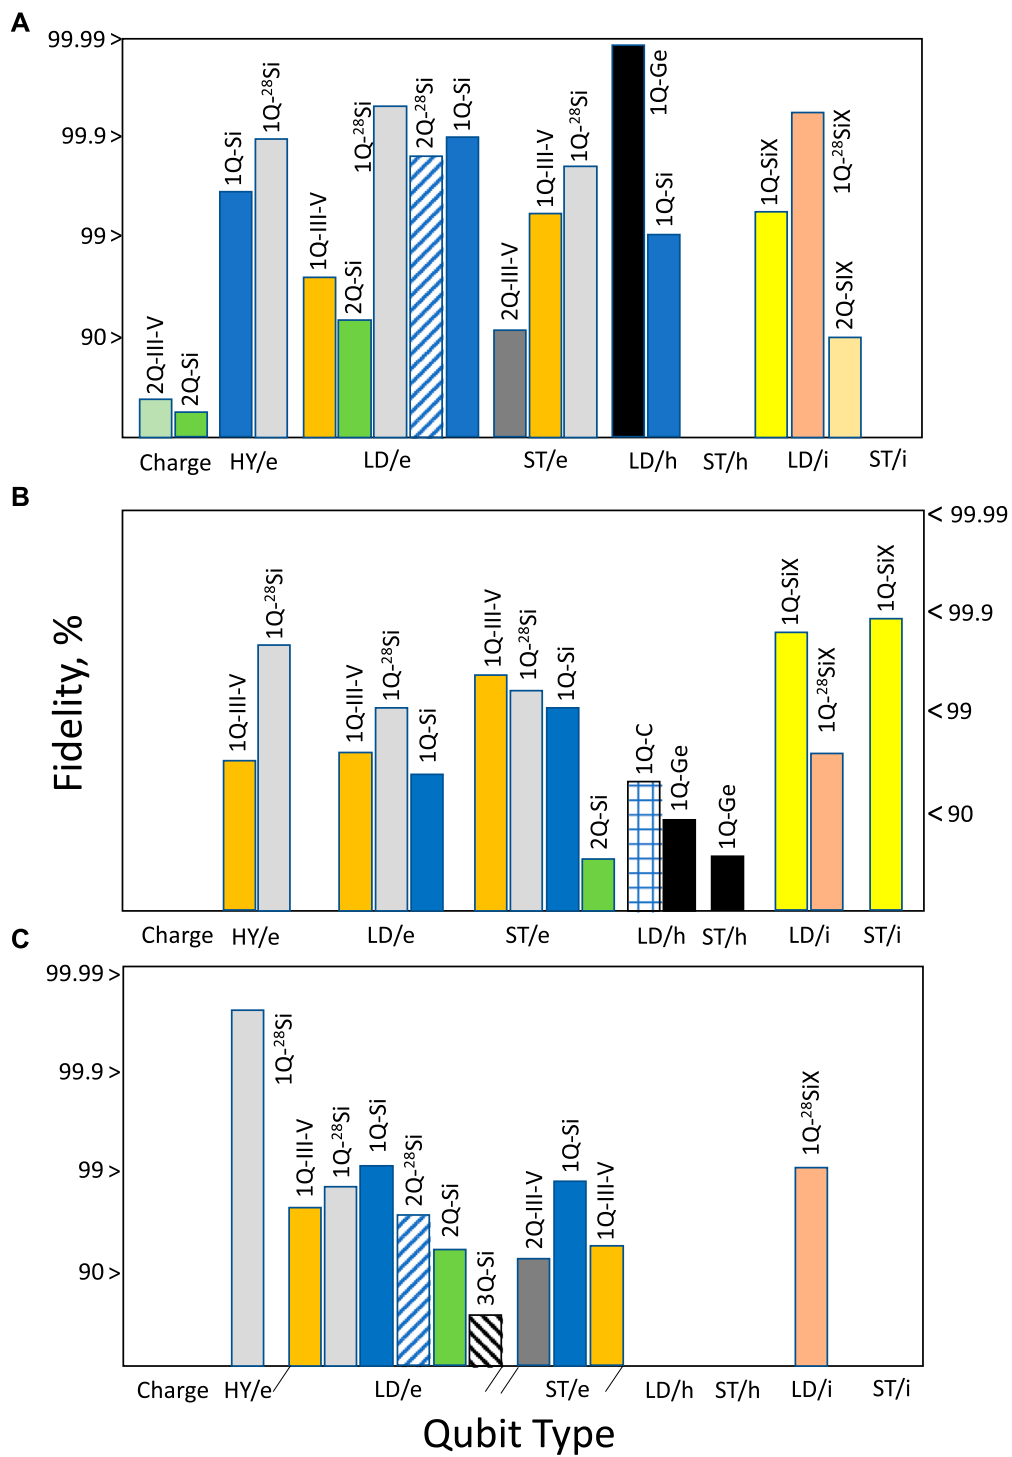 A
99.99 >
99.9 >
99 >
90 >
2Q-III-V
2Q-Si
1Q-Si
1Q-²⁸Si
1Q-III-V
2Q-Si
1Q-²⁸Si
2Q-²⁸Si
1Q-Si
2Q-III-V
1Q-III-V
1Q-²⁸Si
1Q-Ge
1Q-Si
1Q-SiX
1Q-²⁸SiX
2Q-SIX
Charge HY/e LD/e ST/e LD/h ST/h LD/i ST/i
B
< 99.99
< 99.9
< 99
< 90
1Q-III-V
1Q-²⁸Si
1Q-III-V
1Q-²⁸Si
1Q-Si
1Q-III-V
1Q-²⁸Si
1Q-Si
2Q-Si
1Q-C
1Q-Ge
1Q-Ge
1Q-SiX
1Q-²⁸SiX
1Q-SiX
Fidelity, %
Charge HY/e LD/e ST/e LD/h ST/h LD/i ST/i
C
99.99 >
99.9 >
99 >
90 >
1Q-²⁸Si
1Q-III-V
1Q-²⁸Si
1Q-Si
2Q-²⁸Si
2Q-Si
3Q-Si
2Q-III-V
1Q-Si
1Q-III-V
1Q-²⁸SiX
Charge HY/e LD/e ST/e LD/h ST/h LD/i ST/i
Qubit Type